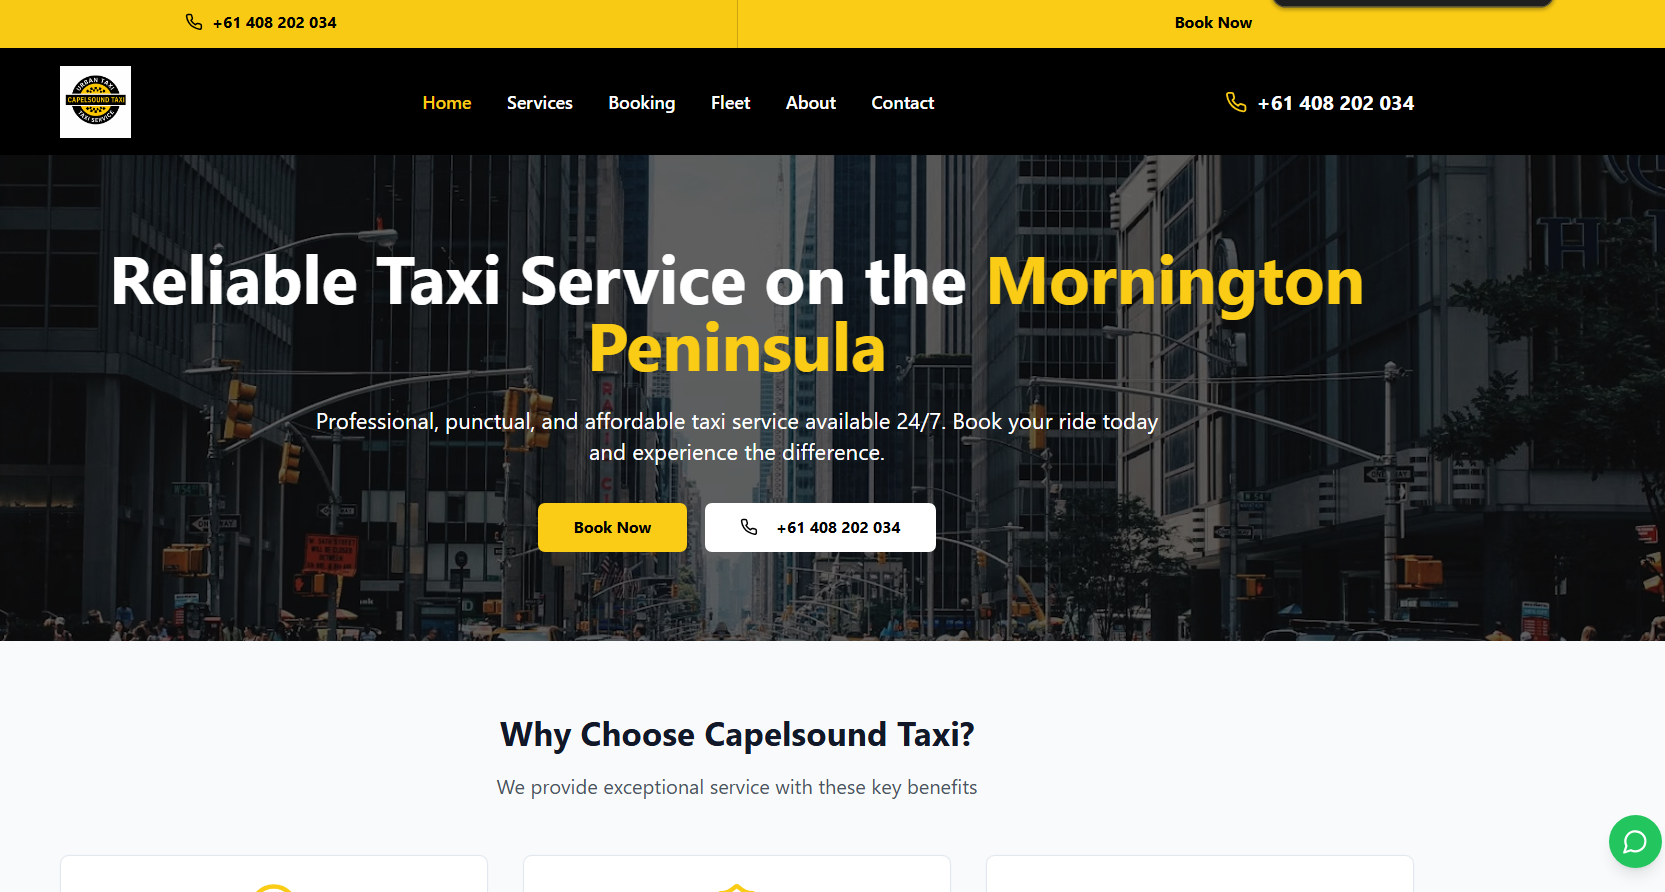 +61 408 202 034
Book Now
URBAN TAXI
CAPELSOUND TAXI
TAXI SERVICE
Home
Services
Booking
Fleet
About
Contact
+61 408 202 034
Reliable Taxi Service on the Mornington
Peninsula
Professional, punctual, and affordable taxi service available 24/7. Book your ride today
and experience the difference.
Book Now
+61 408 202 034
Why Choose Capelsound Taxi?
We provide exceptional service with these key benefits